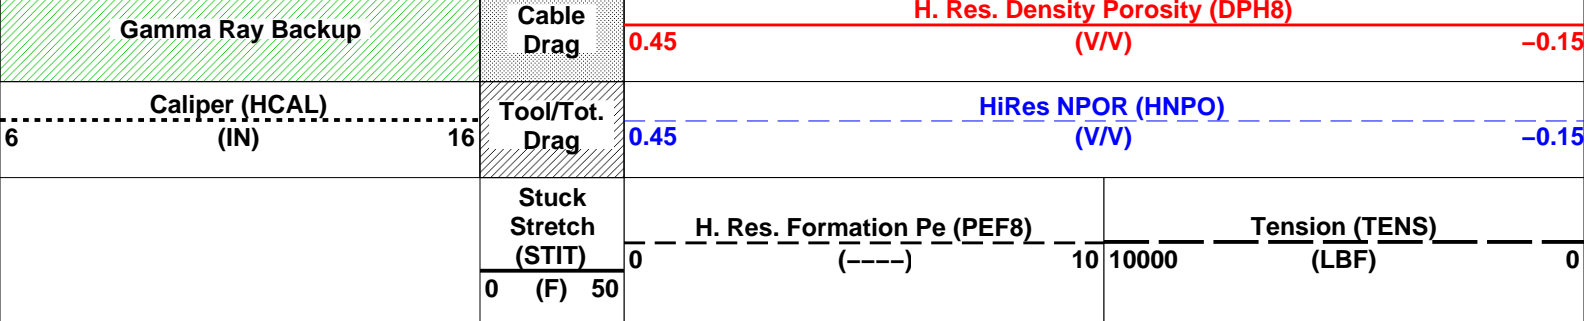 Gamma Ray Backup
Cable
Drag
H. Res. Density Porosity (DPH8)
0.45 (V/V) −0.15
Caliper (HCAL)
6 (IN) 16
Tool/Tot.
Drag
HiRes NPOR (HNPO)
0.45 (V/V) −0.15
Stuck
Stretch
(STIT)
0 (F) 50
H. Res. Formation Pe (PEF8)
0 (−−−−) 10
Tension (TENS)
10000 (LBF) 0